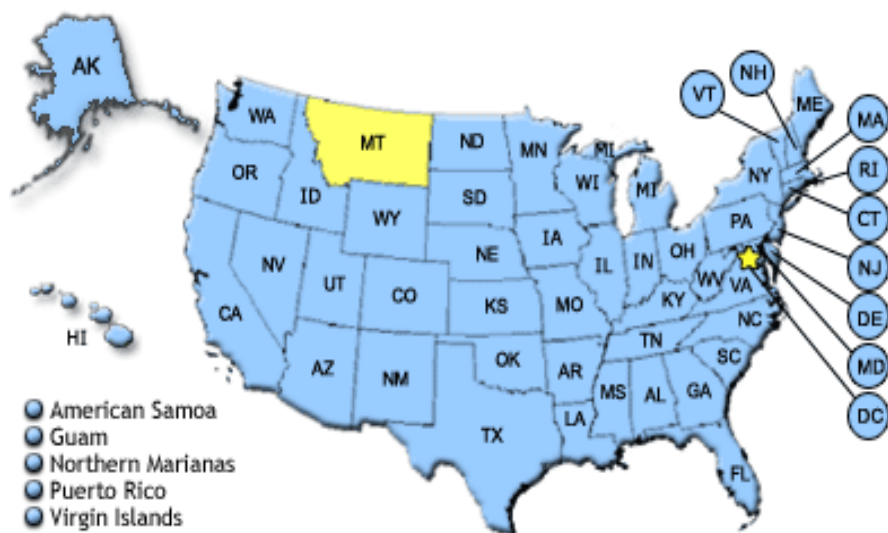 AK
WA
MT
ND
MN
MI
VT
NH
ME
MA
OR
ID
WY
SD
WI
MI
NY
RI
CT
NV
UT
CO
NE
IA
IL
IN
OH
PA
NJ
CA
KS
MO
KY
WV
VA
DE
AZ
NM
OK
AR
TN
NC
MD
TX
LA
MS
AL
GA
SC
DC
FL
HI
American Samoa
Guam
Northern Marianas
Puerto Rico
Virgin Islands